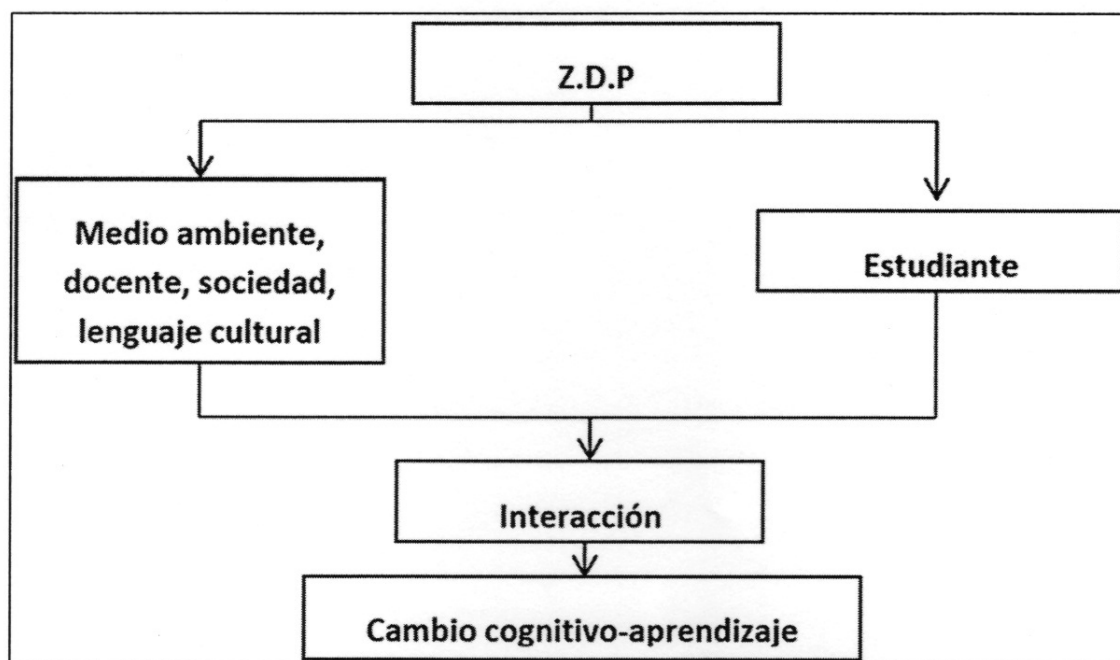 Z.D.P
Medio ambiente,
docente, sociedad,
lenguaje cultural
Estudiante
Interacción
Cambio cognitivo-aprendizaje